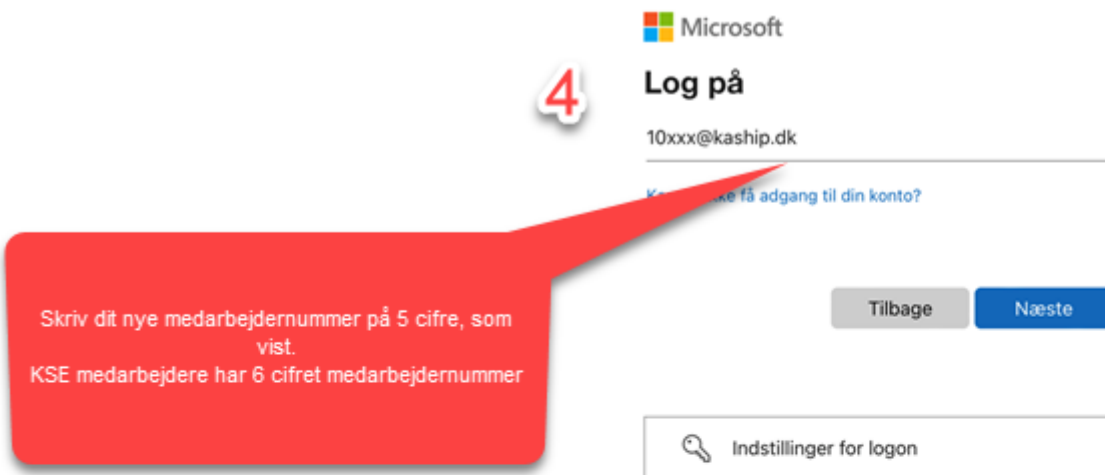 Microsoft
4
Log på
10xxx@kaship.dk
få adgang til din konto?
Skriv dit nye medarbejdernummer på 5 cifre, som
vist.
KSE medarbejdere har 6 cifret medarbejdernummer
Tilbage
Næste
Indstillinger for logon